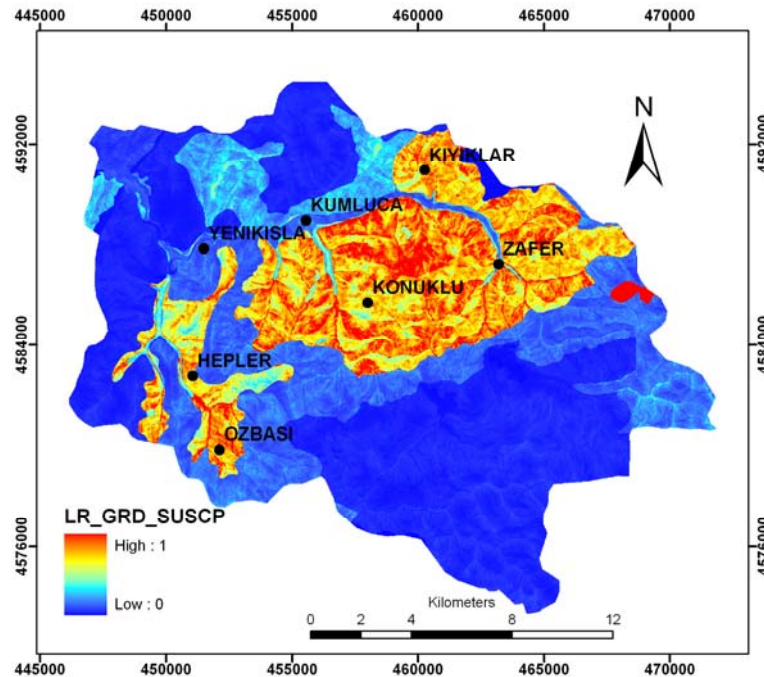 445000 450000 455000 460000 465000 470000
4592000 4592000
N
KIYIKLAR
KUMLUCA
YENIKISLA
ZAFER
KONUKLU
4584000 4584000
HEPLER
OZBASI
LR_GRD_SUSCP
High : 1
Low : 0
4576000 4576000
Kilometers
0 2 4 8 12
445000 450000 455000 460000 465000 470000